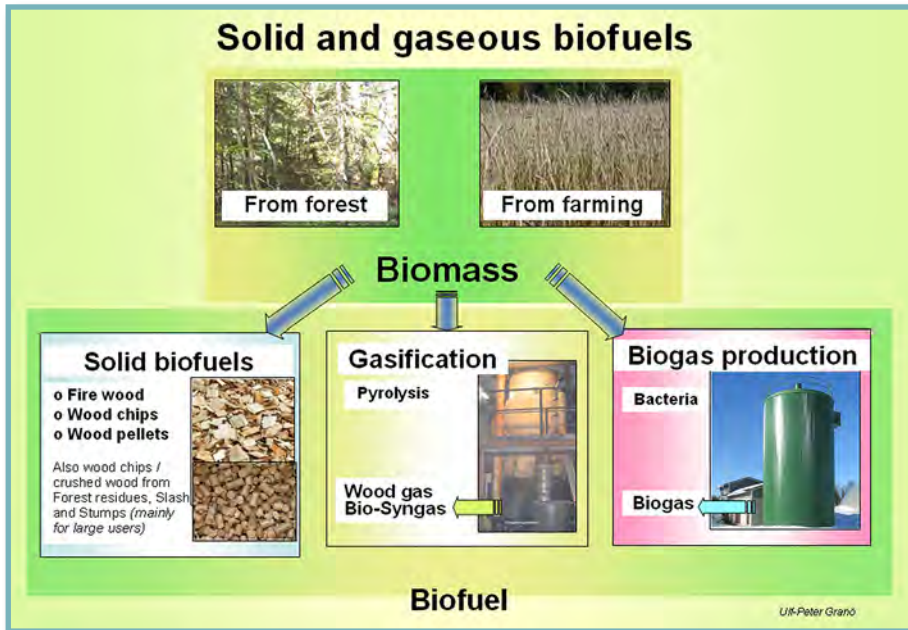 Solid and gaseous biofuels
From forest
From farming
Biomass
Solid biofuels
o Fire wood
o Wood chips
o Wood pellets
Also wood chips /
crushed wood from
Forest residues, Slash
and Stumps (mainly
for large users)
Gasification
Pyrolysis
Wood gas
Bio-Syngas
Biogas production
Bacteria
Biogas
Biofuel
Ulf-Peter Granö